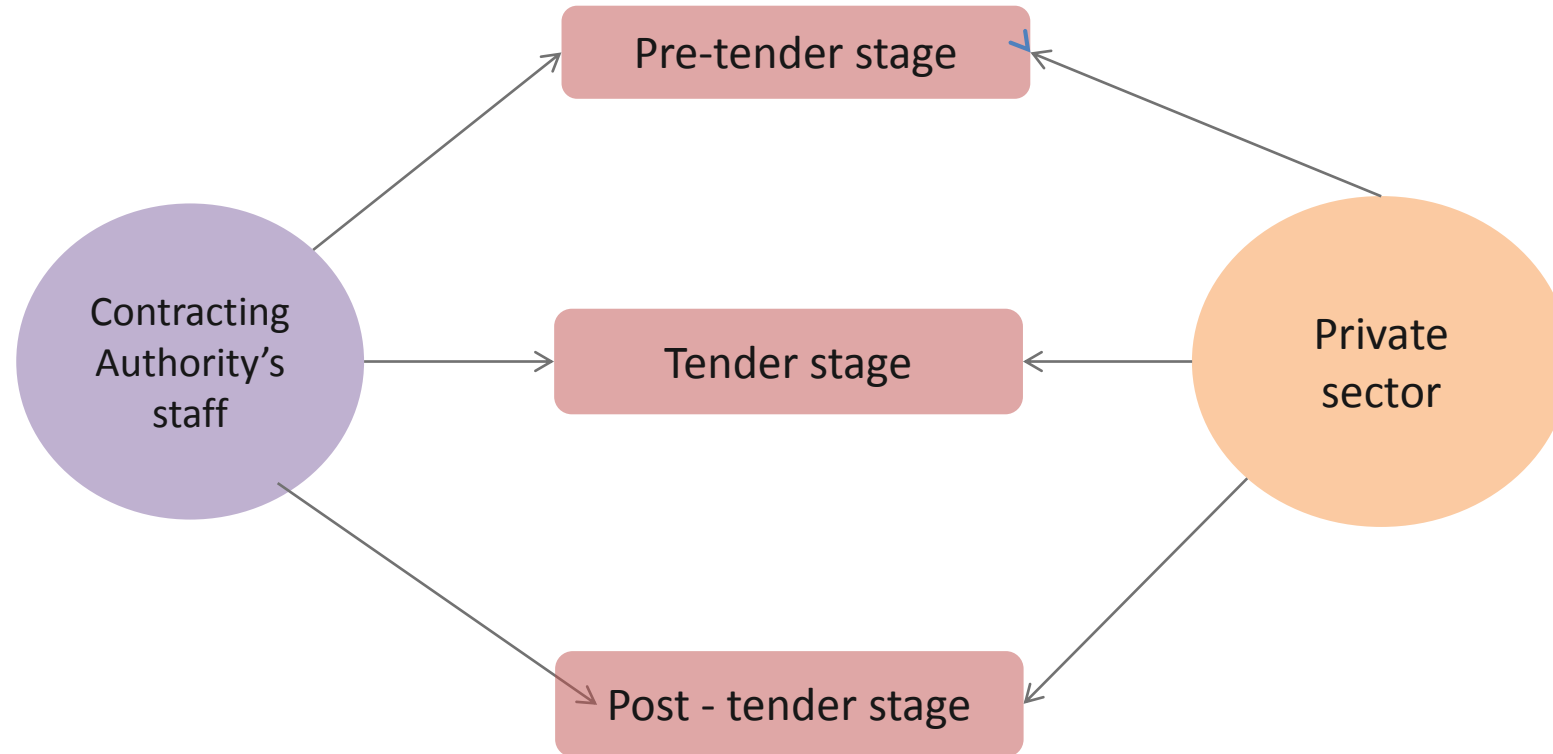 Pre-tender stage
Contracting
Authority’s
staff
Tender stage
Private
sector
Post - tender stage